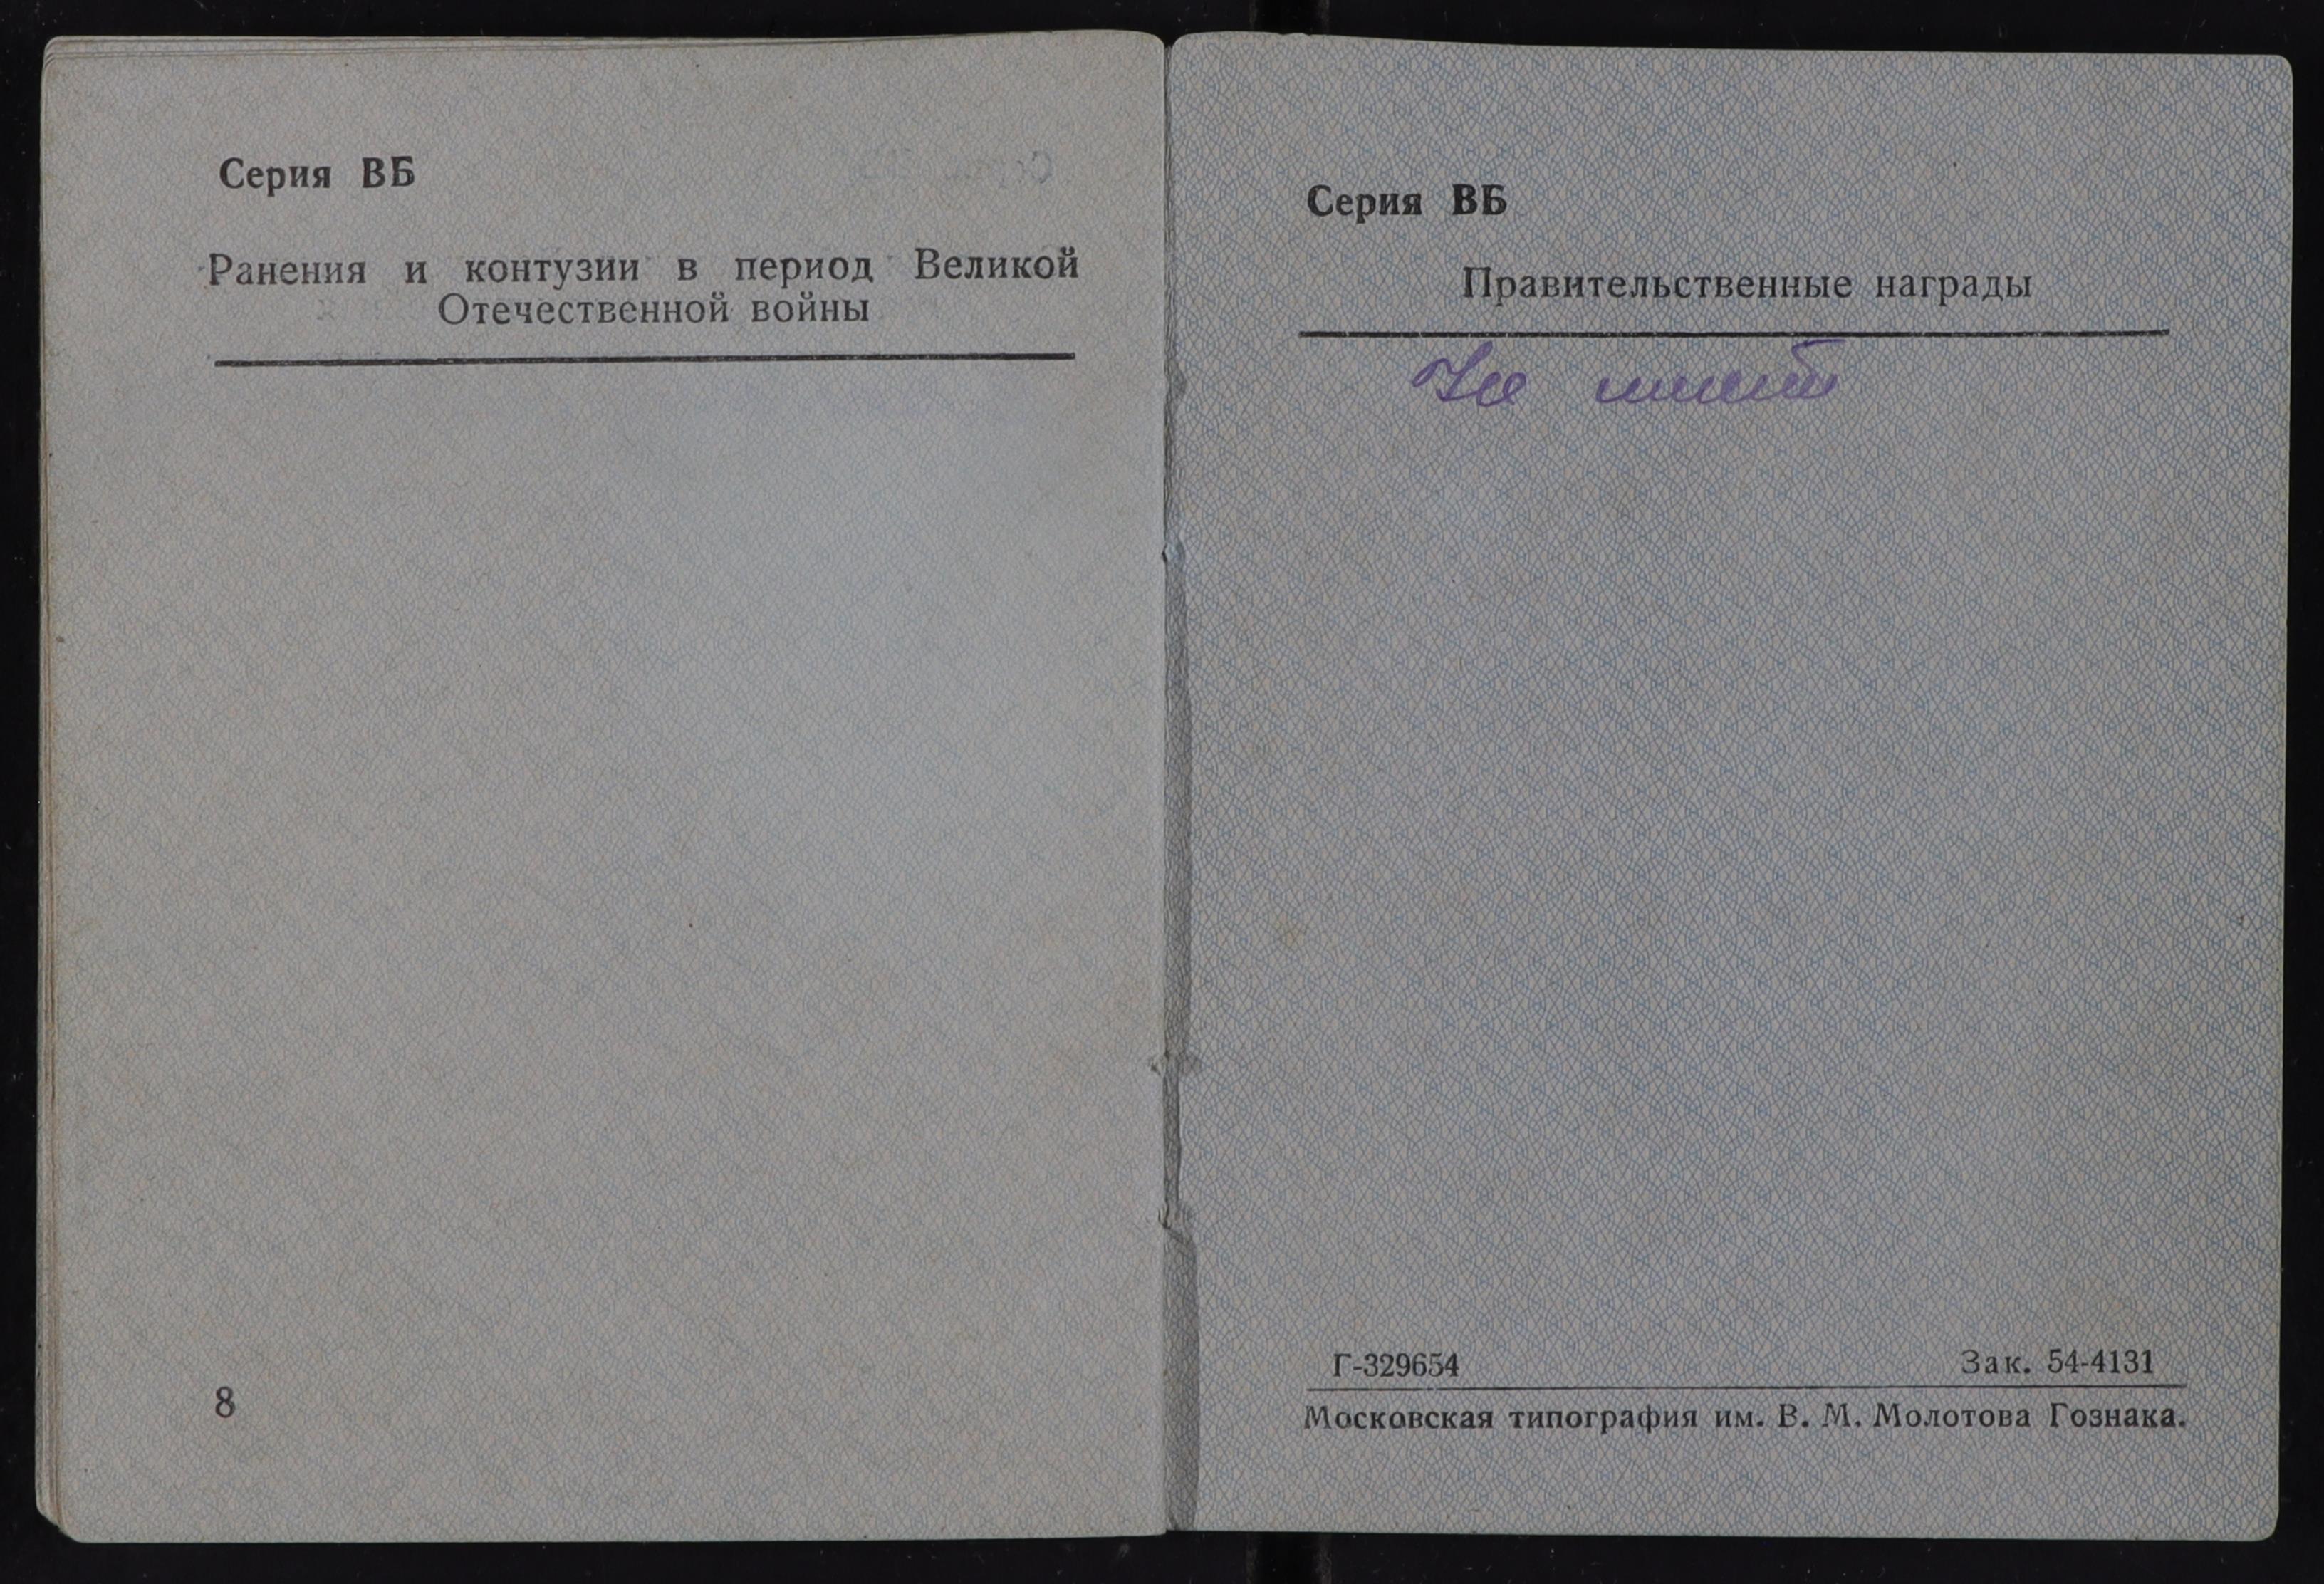 Серия ВБ
Ранения и контузии в период Великой
Отечественной войны
8
Серия ВБ
Правительственные награды
Не имеет
Г-329654 Зак. 54-4131
Московская типография им. В. М. Молотова Гознака.